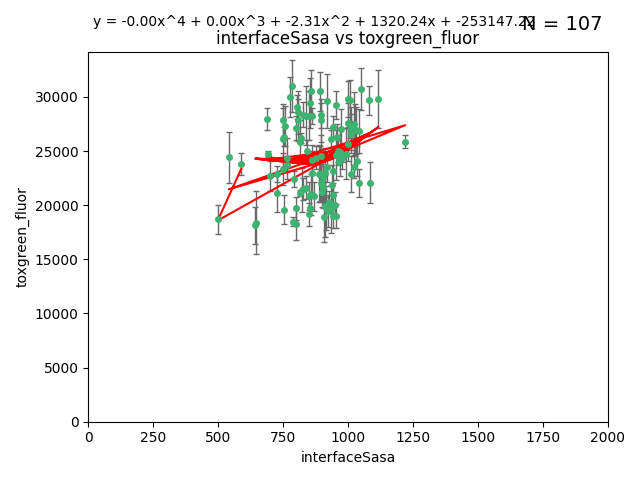 y = -0.00x^4 + 0.00x^3 + -2.31x^2 + 1320.24x + -253147.22
N = 107
interfaceSasa vs toxgreen_fluor
30000
25000
20000
15000
10000
5000
0
toxgreen_fluor
0 250 500 750 1000 1250 1500 1750 2000
interfaceSasa